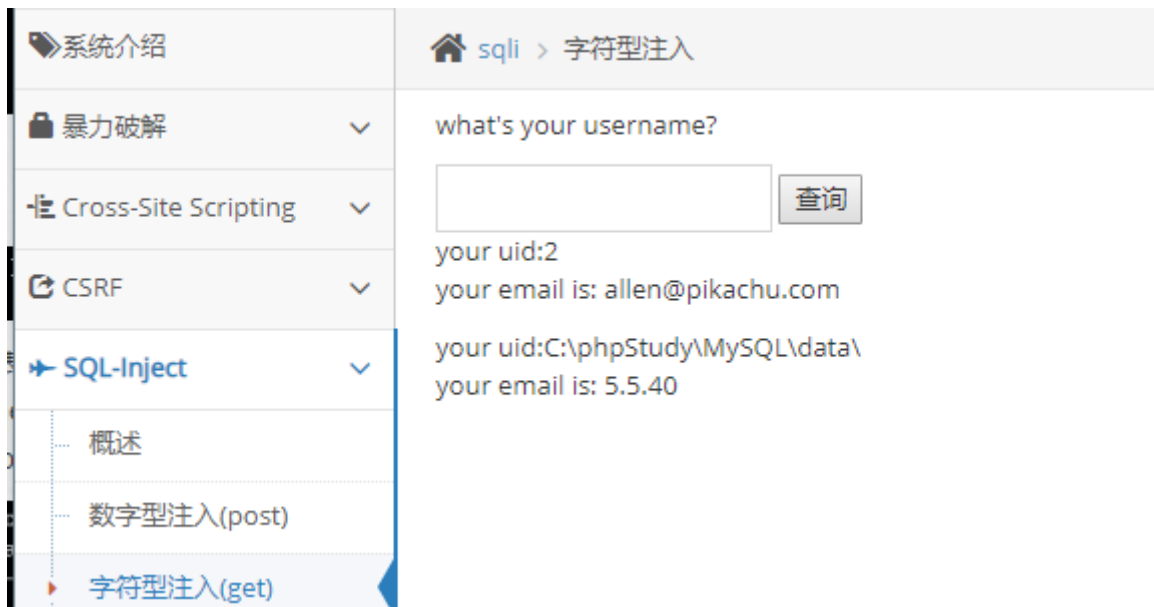 系统介绍
暴力破解
Cross-Site Scripting
CSRF
SQL-Inject
概述
数字型注入(post)
字符型注入(get)
sqli > 字符型注入
what's your username?
查询
your uid:2
your email is: allen@pikachu.com
your uid:C:\phpStudy\MySQL\data\
your email is: 5.5.40